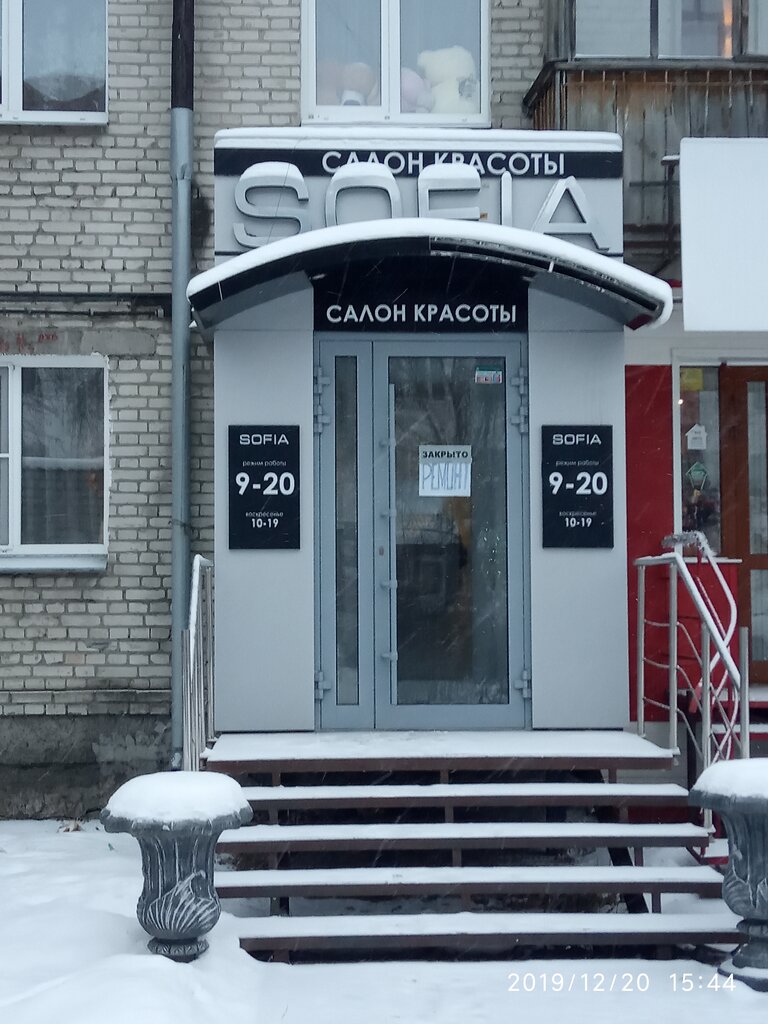 САЛОН КРАСОТЫ
SOFIA
САЛОН КРАСОТЫ
SOFIA
режим работы
9-20
воскресенье
10-19
ЗАКРЫТО
РЕМОНТ
SOFIA
режим работы
9-20
воскресенье
10-19
2019/12/20 15:44